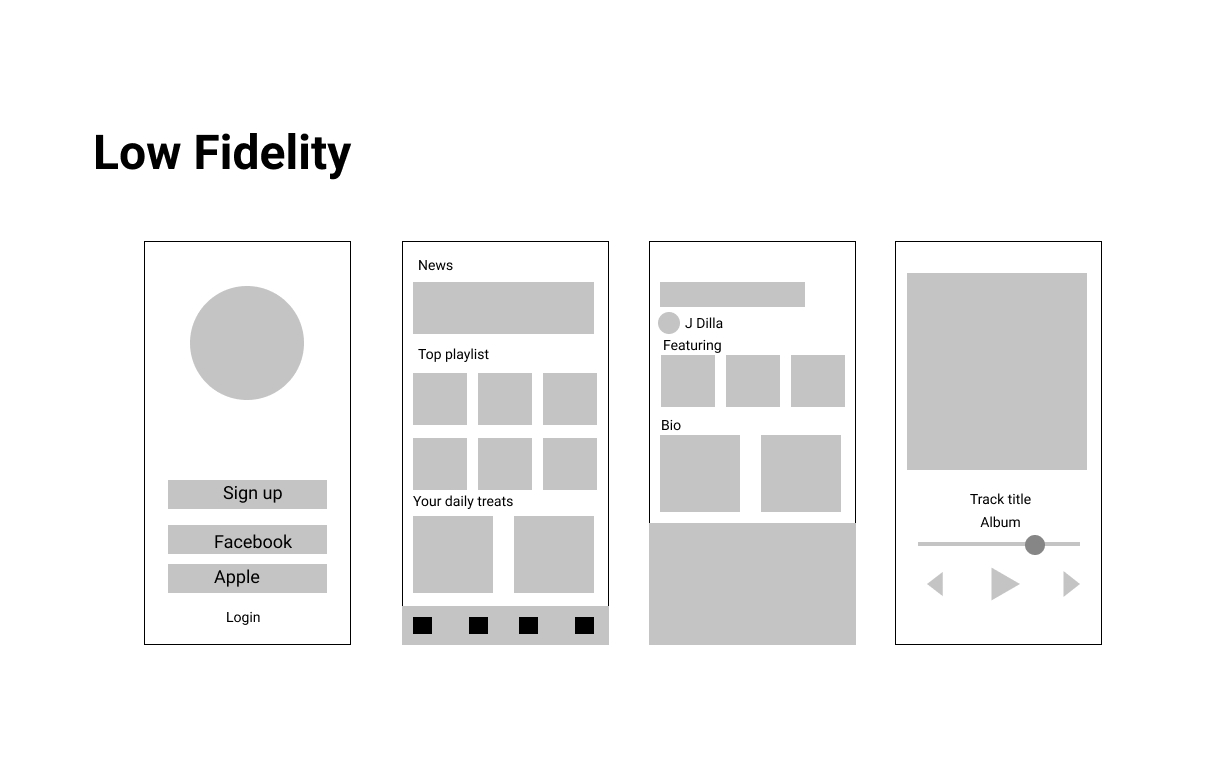 Low Fidelity
Sign up
Facebook
Apple
Login
News
Top playlist
Your daily treats
J Dilla
Featuring
Bio
Track title
Album